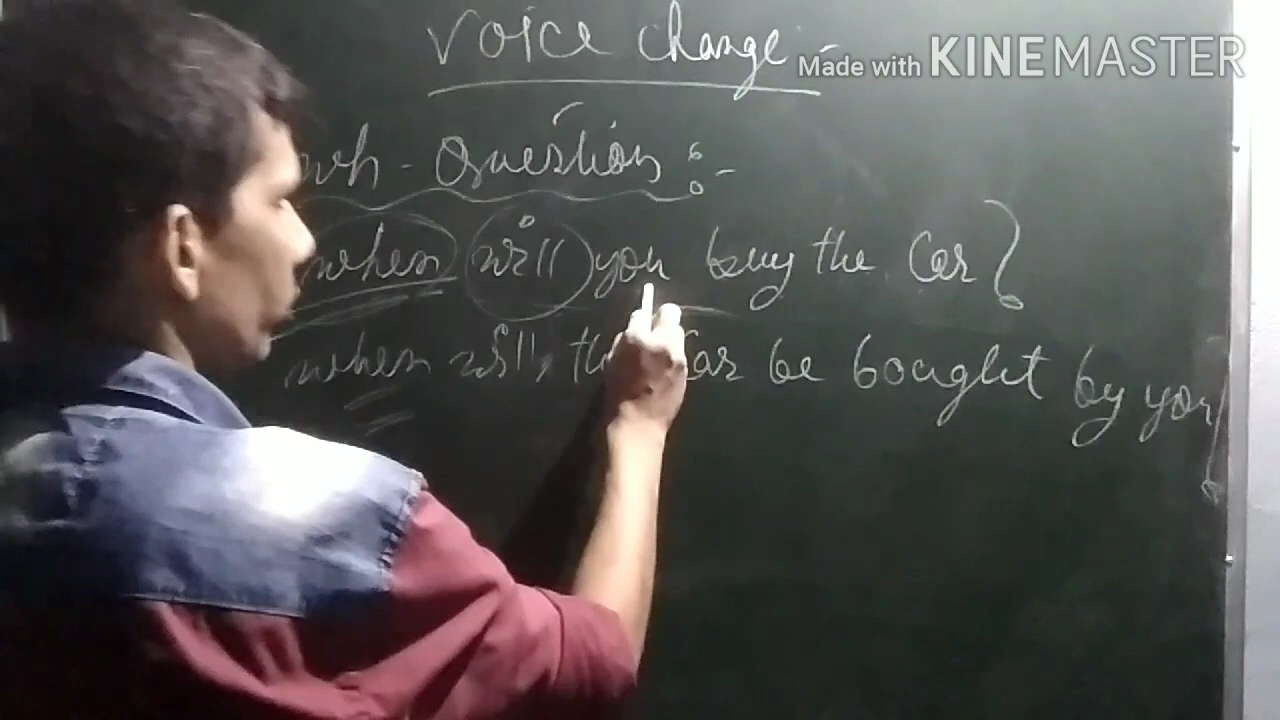 Voice change -
Made with KINEMASTER
wh - Question :-
when will you buy the Car ?
when will, the Car be bought by you ?